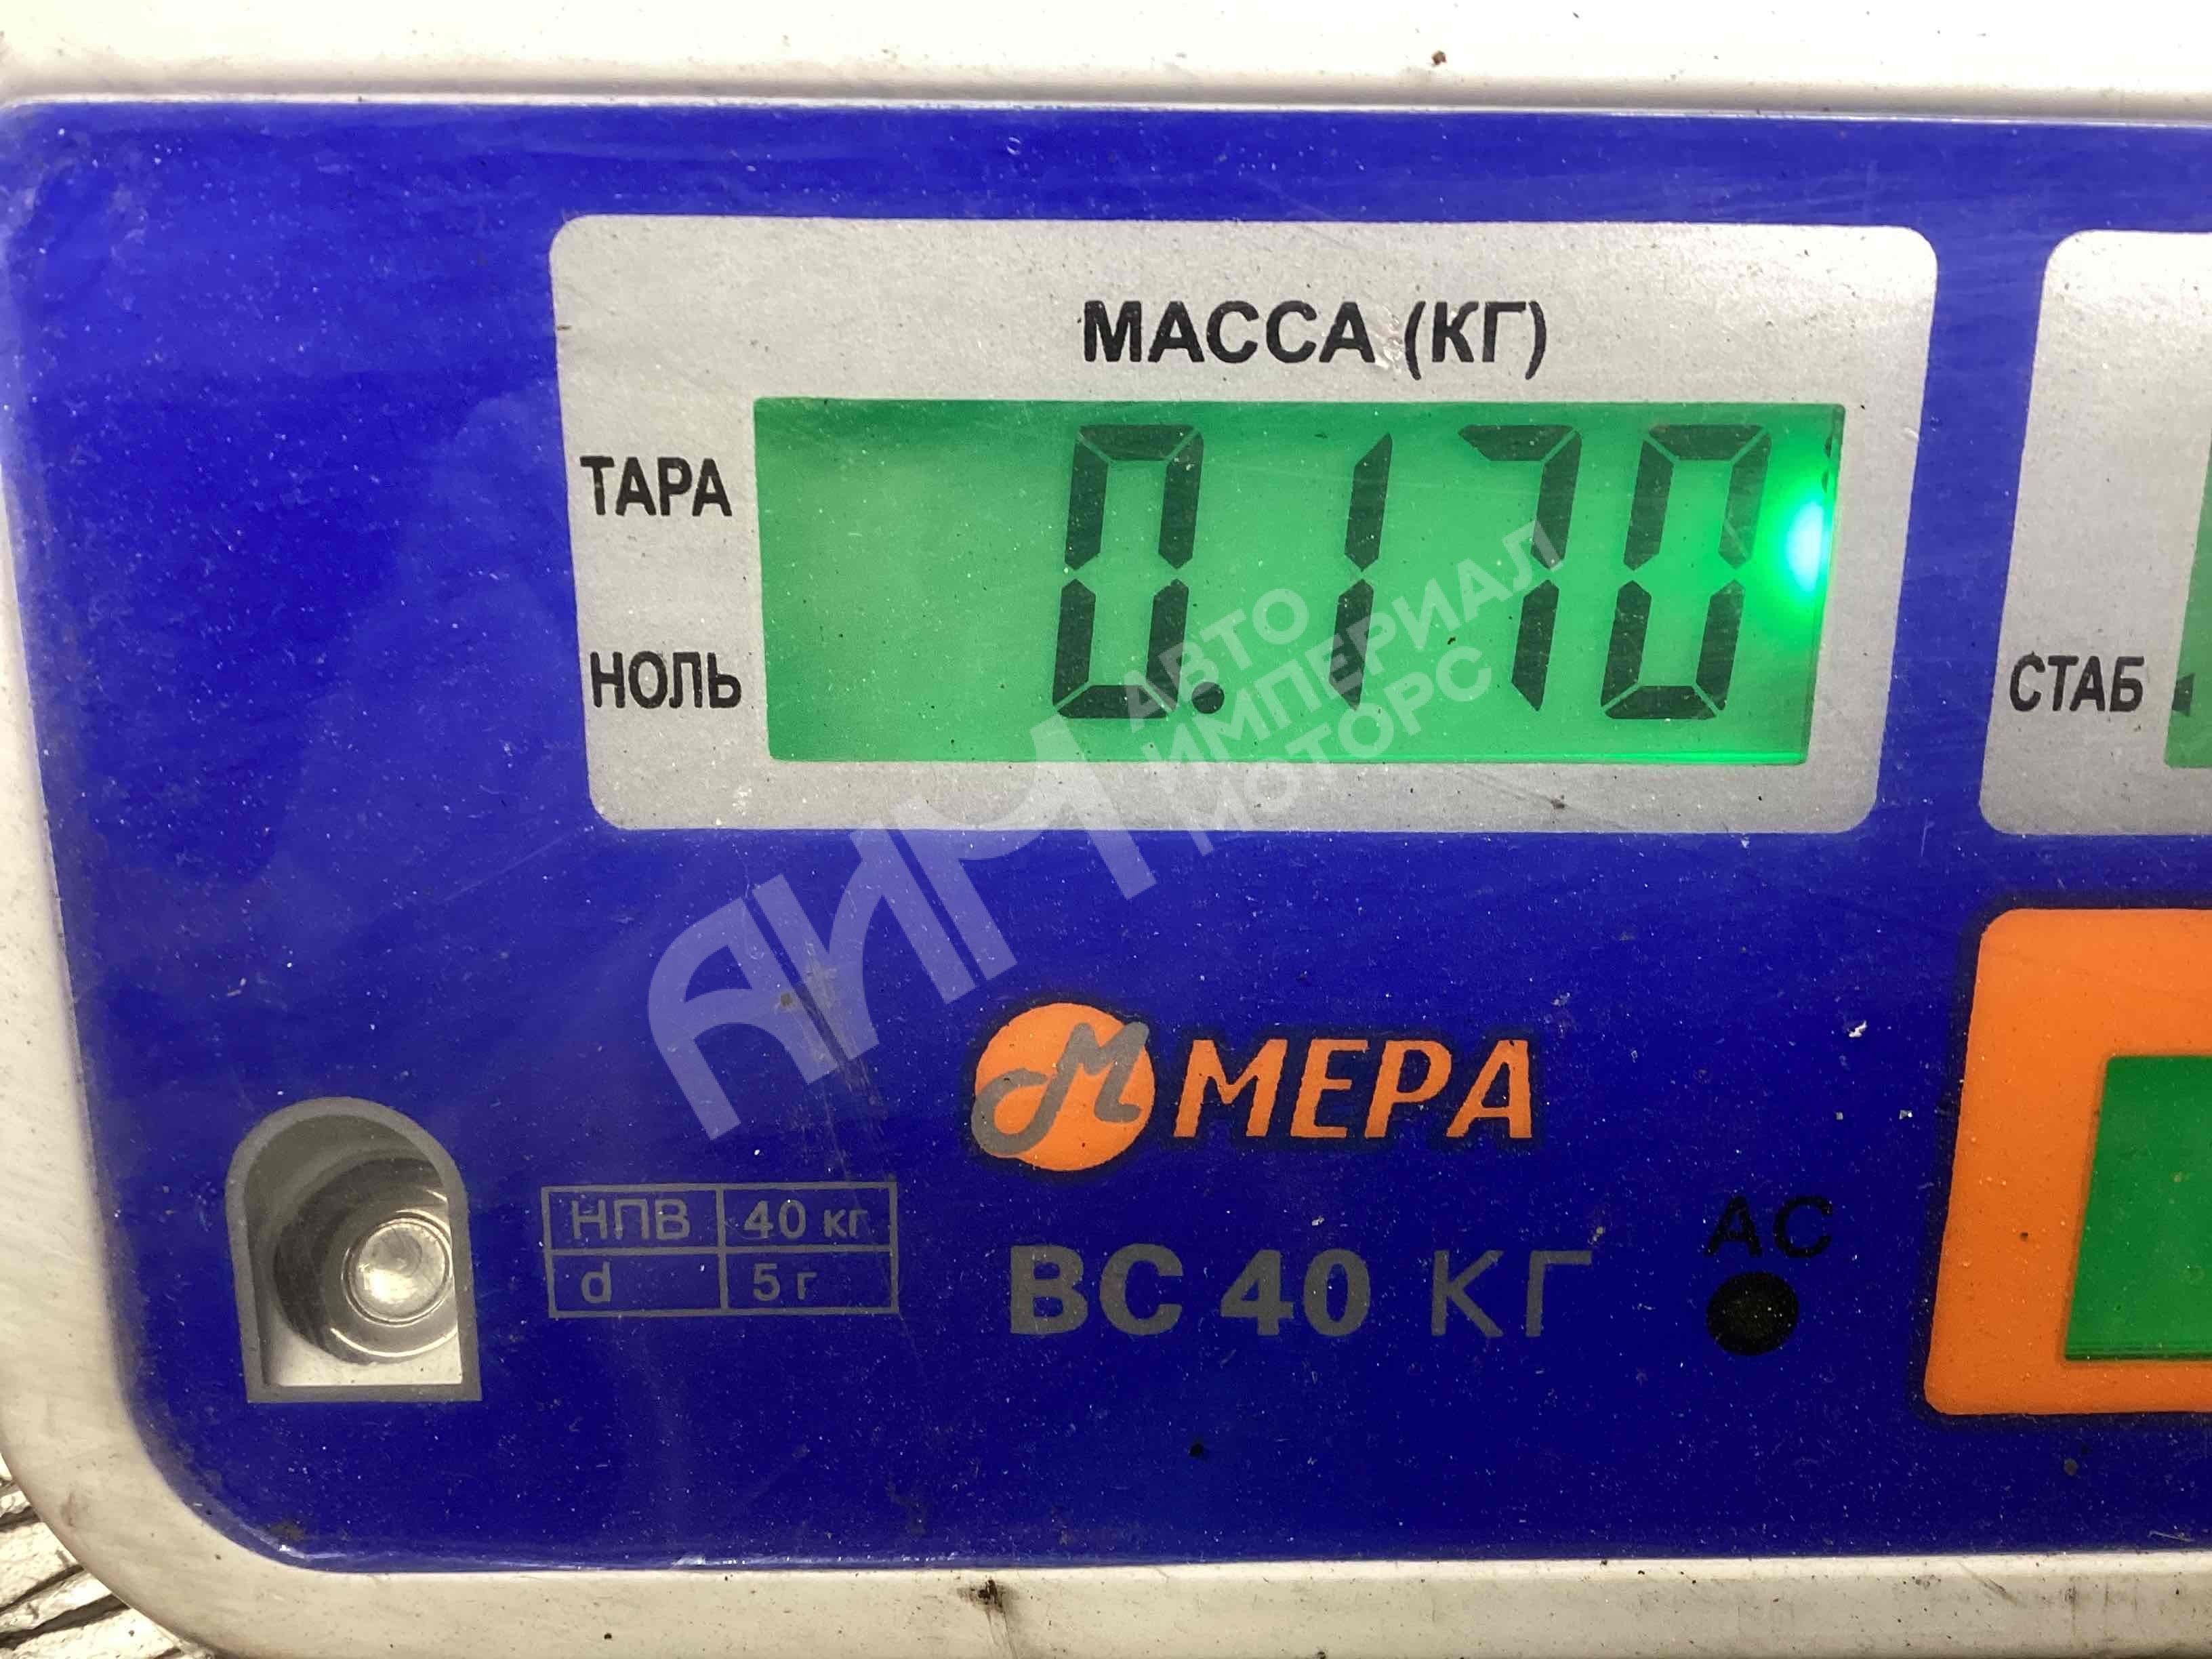 МАССА (КГ)
ТАРА
0.170
НОЛЬ
СТАБ
АВТО
ИМПЕРИАЛ
МОТОРС
АИМ
МЕРА
НПВ 40 кг
d 5 г
ВС 40 КГ
AC